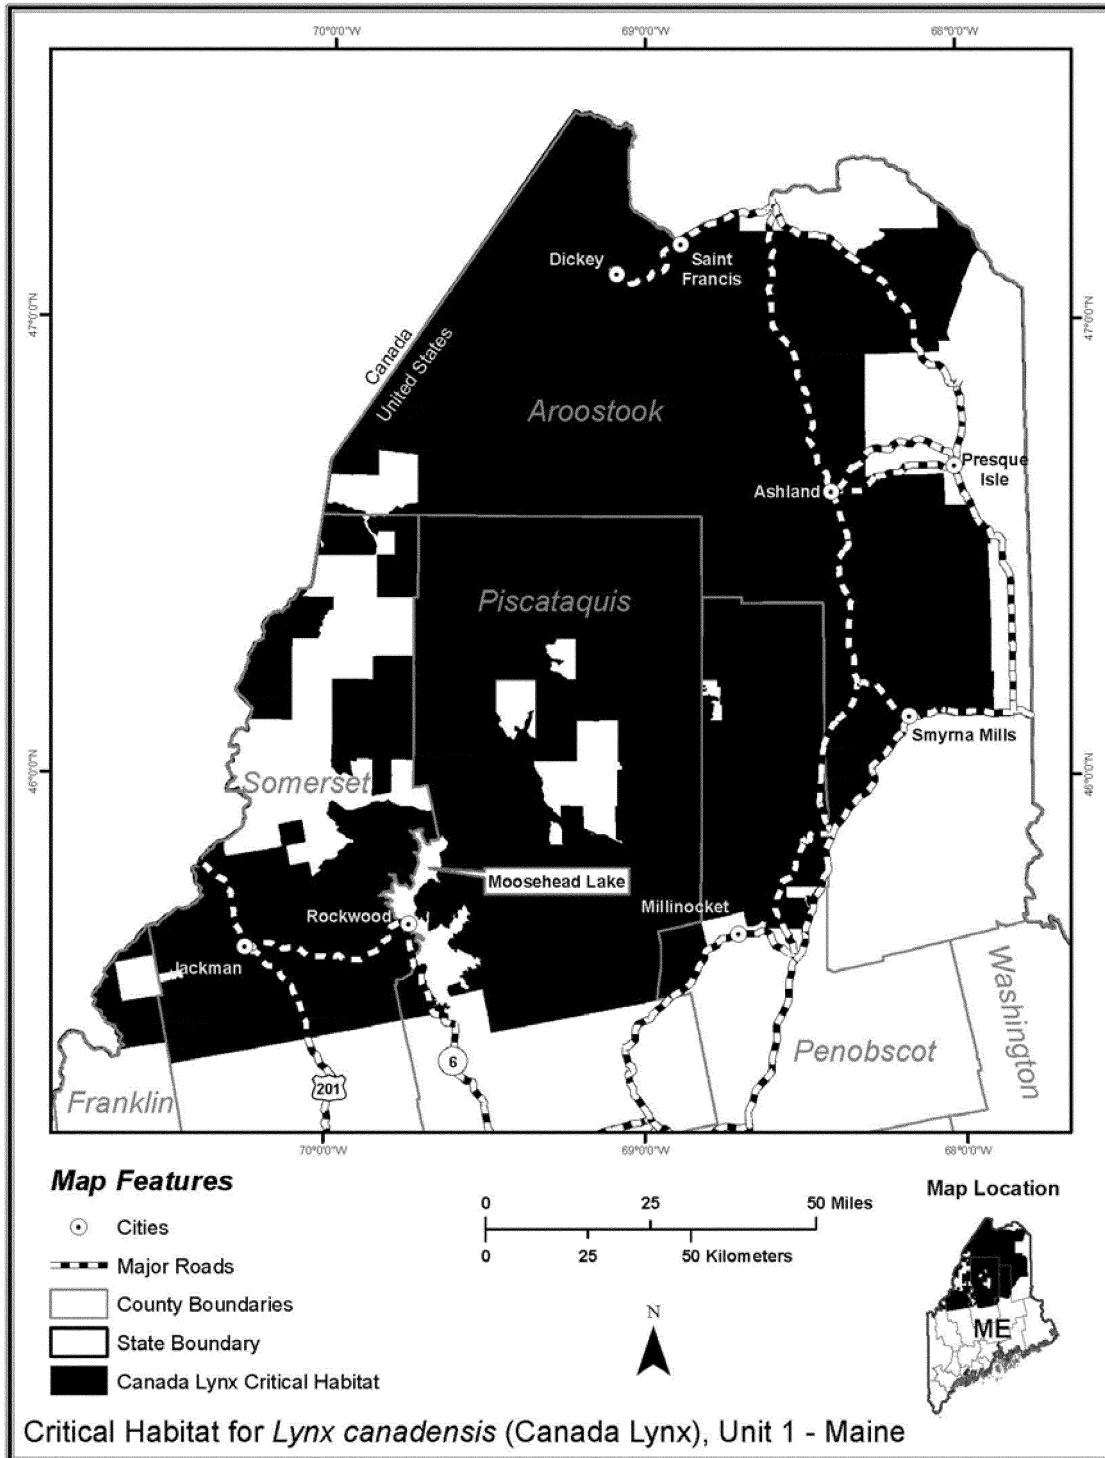 70°0'0"W 69°0'0"W 68°0'0"W
Dickey
Saint
Francis
47°0'0"N
47°0'0"N
Canada
United States
Aroostook
Presque
Isle
Ashland
Piscataquis
Smyrna Mills
46°0'0"N
46°0'0"N
Somerset
Moosehead Lake
Millinocket
Rockwood
Jackman
Washington
Penobscot
6
201
Franklin
70°0'0"W 69°0'0"W 68°0'0"W
Map Features
Cities
Major Roads
County Boundaries
State Boundary
Canada Lynx Critical Habitat
0 25 50 Miles
0 25 50 Kilometers
N
Map Location
ME
Critical Habitat for Lynx canadensis (Canada Lynx), Unit 1 - Maine